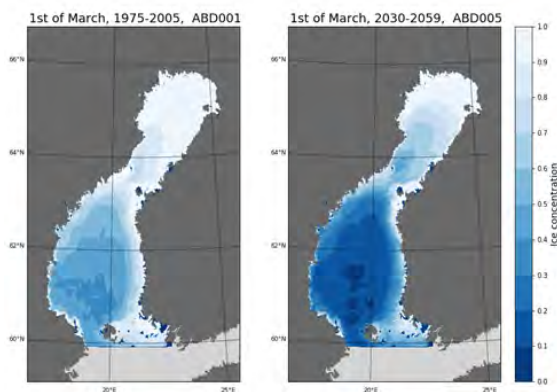 1st of March, 1975-2005, ABD001
1st of March, 2030-2059, ABD005
66°N
64°N
62°N
60°N
20°E
25°E
66°N
64°N
62°N
60°N
20°E
25°E
1.0
0.9
0.8
0.7
0.6
0.5
0.4
0.3
0.2
0.1
0.0
Ice concentration